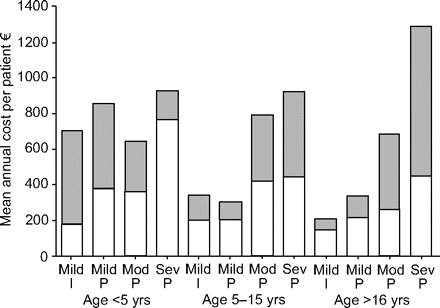 Mean annual cost per patient €
1400
1200
1000
800
600
400
200
0
Mild Mild Mod Sev Mild Mild Mod Sev Mild Mild Mod Sev
I P P P I P P P I P P P
Age <5 yrs Age 5–15 yrs Age >16 yrs